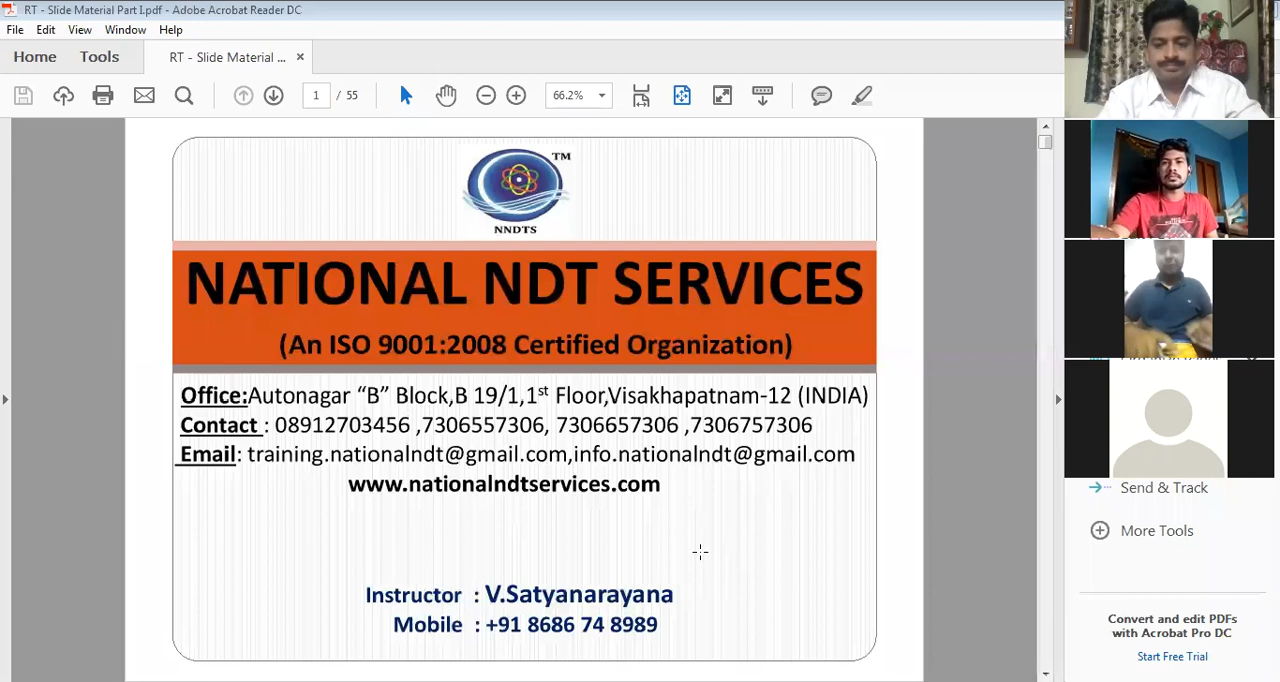 RT - Slide Material Part I.pdf - Adobe Acrobat Reader DC
File Edit View Window Help
Home Tools RT - Slide Material ... ×
1 / 55 66.2%
TM
NNDTS
NATIONAL NDT SERVICES
(An ISO 9001:2008 Certified Organization)
Office:Autonagar “B” Block,B 19/1,1st Floor,Visakhapatnam-12 (INDIA)
Contact : 08912703456 ,7306557306, 7306657306 ,7306757306
Email: training.nationalndt@gmail.com,info.nationalndt@gmail.com
www.nationalndtservices.com
Instructor : V.Satyanarayana
Mobile : +91 8686 74 8989
Send & Track
More Tools
Convert and edit PDFs
with Acrobat Pro DC
Start Free Trial